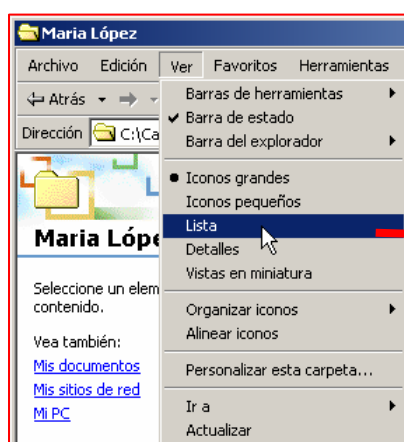 Maria López
Archivo Edición Ver Favoritos Herramientas
Atrás
Dirección C:\Ca
Barras de herramientas
Barra de estado
Barra del explorador
Iconos grandes
Iconos pequeños
Lista
Detalles
Vistas en miniatura
Organizar iconos
Alinear iconos
Personalizar esta carpeta...
Ir a
Actualizar
Maria Lópe
Seleccione un elem
contenido.
Vea también:
Mis documentos
Mis sitios de red
Mi PC